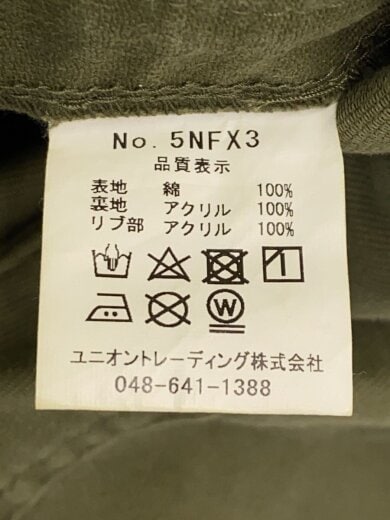 No. 5NFX3
品質表示
表地 綿 100%
裏地 アクリル 100%
リブ部 アクリル 100%
W
ユニオントレーディング株式会社
048-641-1388